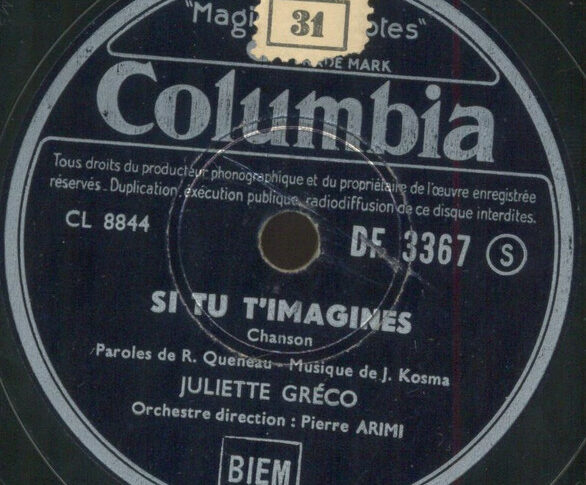 "Magi
31
otes"
DE MARK
Columbia
Tous droits du producteur phonographique et du propriétaire de l'œuvre enregistrée
réservés _ Duplication, exécution publique, radiodiffusion de ce disque interdites.
CL 8844
DF 3367 S
SI TU T'IMAGINES
Chanson
Paroles de R. Queneau - Musique de J. Kosma
JULIETTE GRÉCO
Orchestre direction : Pierre ARIMI
BIEM